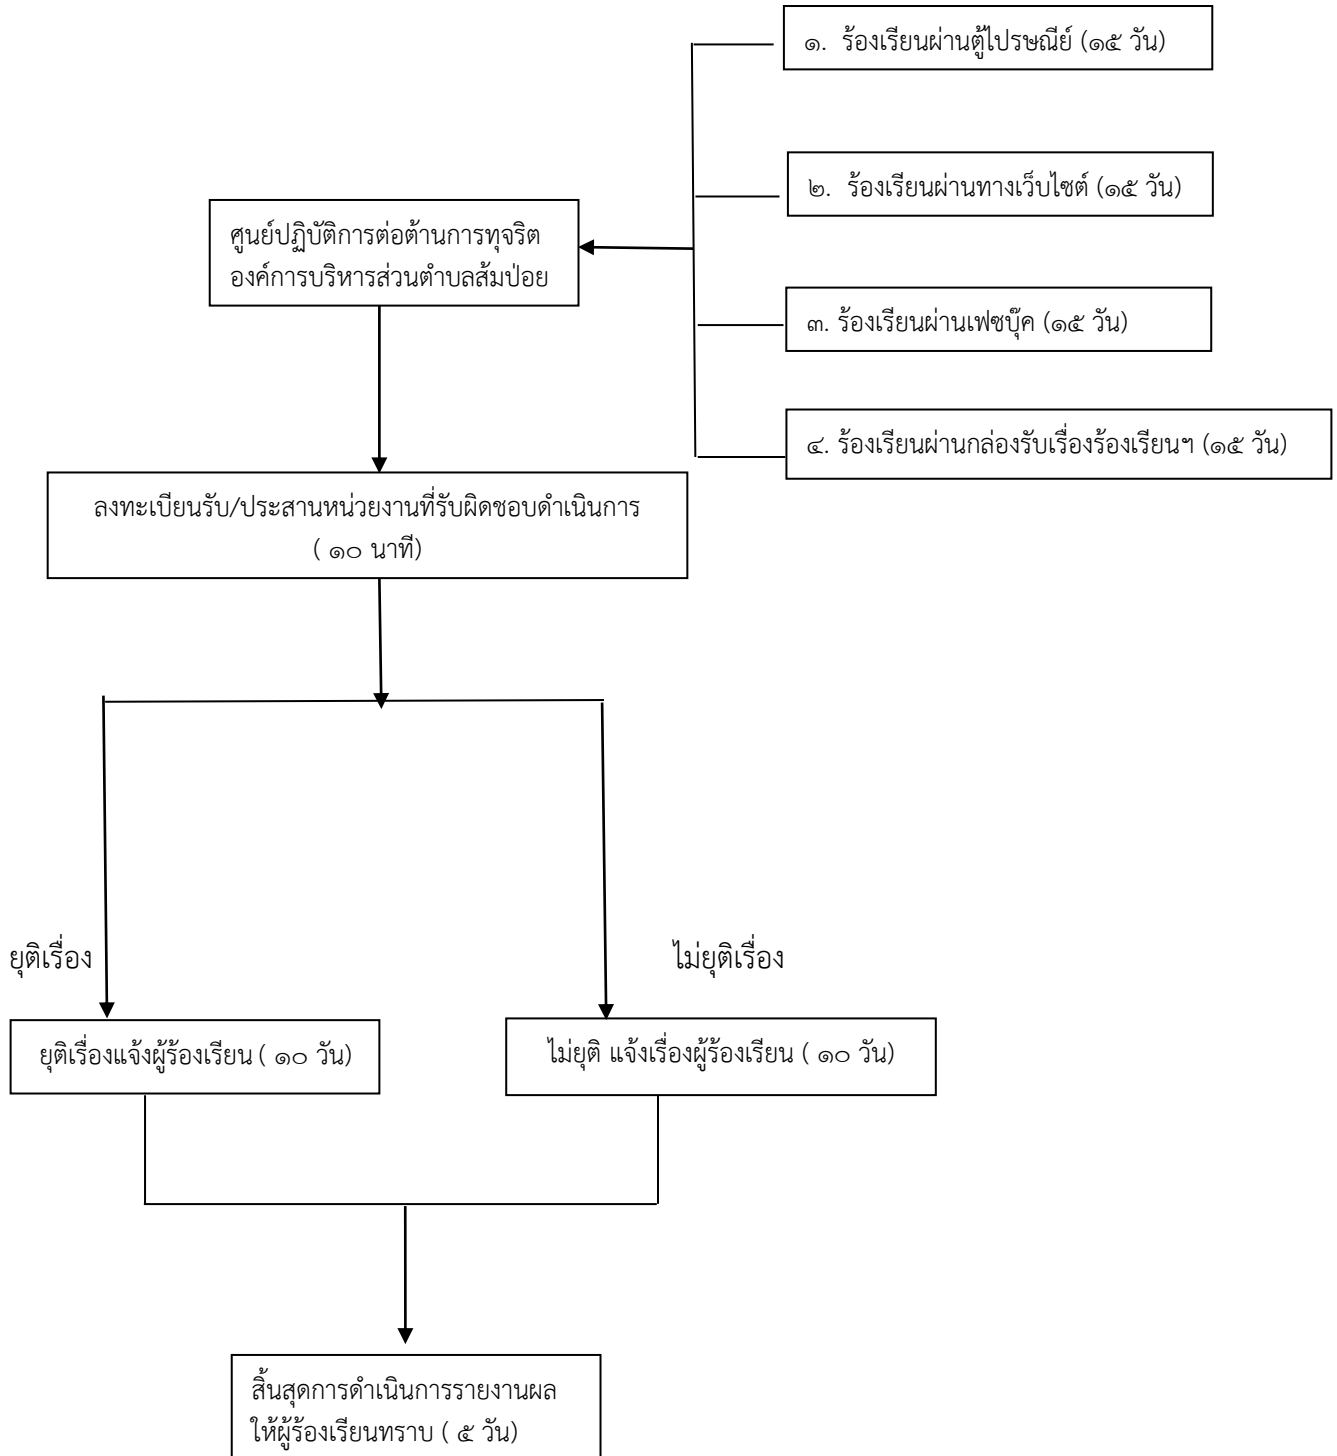 ๑. ร้องเรียนผ่านตู้ไปรษณีย์ (๑๕ วัน)
๒. ร้องเรียนผ่านทางเว็บไซต์ (๑๕ วัน)
ศูนย์ปฏิบัติการต่อต้านการทุจริต
องค์การบริหารส่วนตำบลส้มป่อย
๓. ร้องเรียนผ่านเฟซบุ๊ค (๑๕ วัน)
๔. ร้องเรียนผ่านกล่องรับเรื่องร้องเรียนฯ (๑๕ วัน)
ลงทะเบียนรับ/ประสานหน่วยงานที่รับผิดชอบดำเนินการ
( ๑๐ นาที)
ยุติเรื่อง
ไม่ยุติเรื่อง
ยุติเรื่องแจ้งผู้ร้องเรียน ( ๑๐ วัน)
ไม่ยุติ แจ้งเรื่องผู้ร้องเรียน ( ๑๐ วัน)
สิ้นสุดการดำเนินการรายงานผล
ให้ผู้ร้องเรียนทราบ ( ๕ วัน)